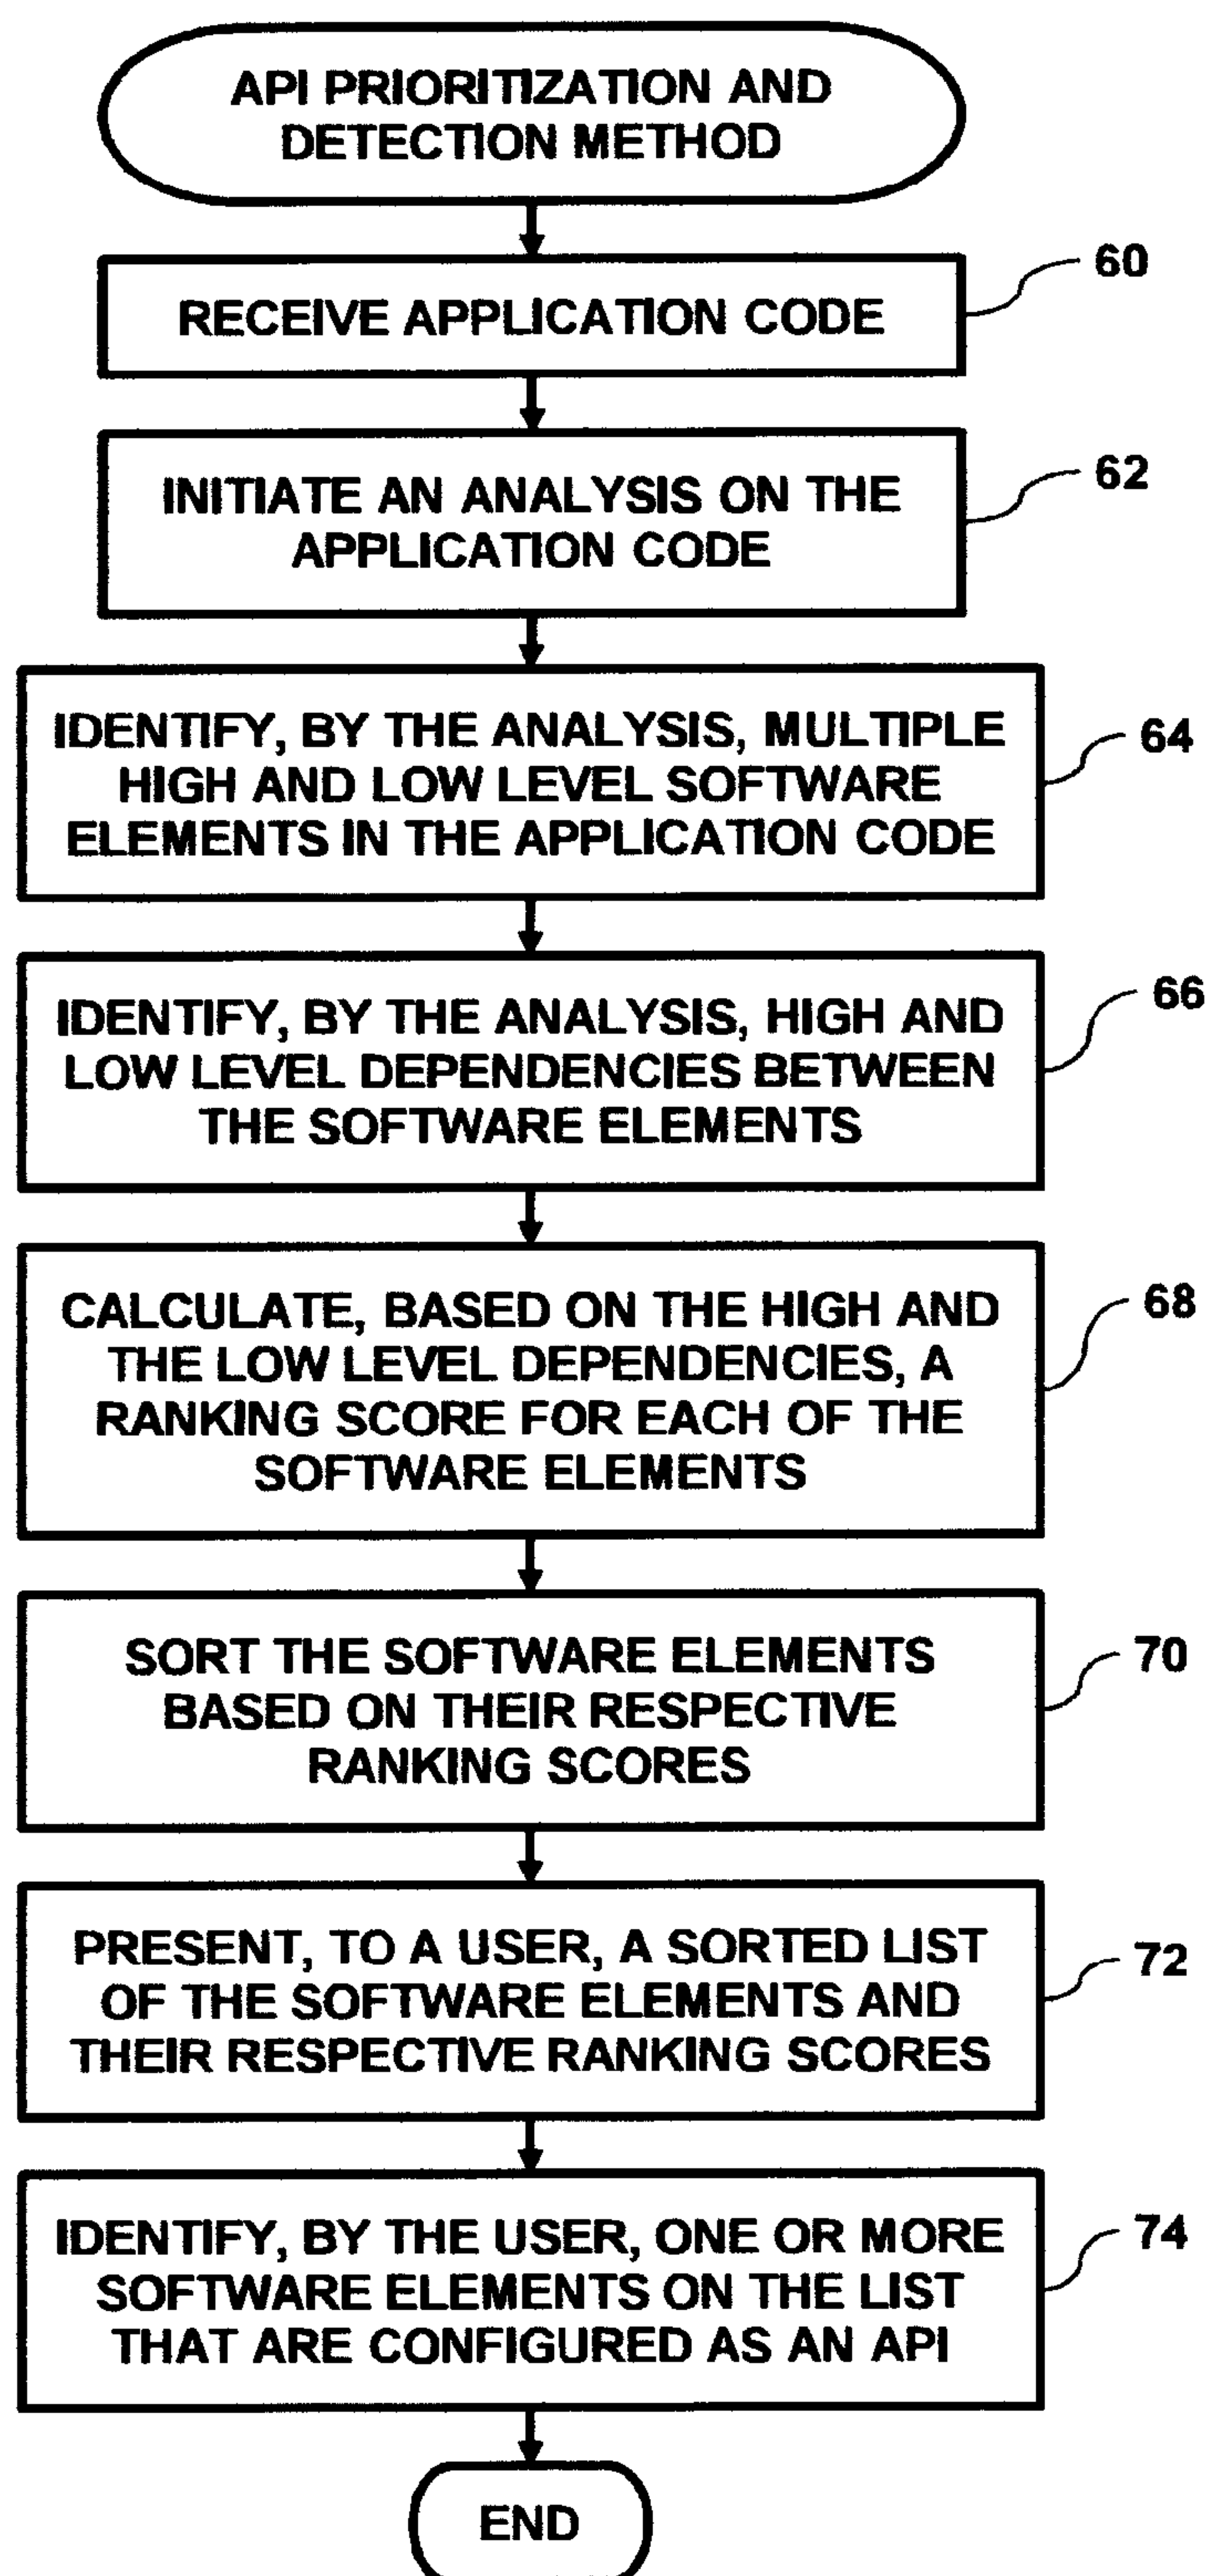 API PRIORITIZATION AND
DETECTION METHOD
RECEIVE APPLICATION CODE
60
INITIATE AN ANALYSIS ON THE
APPLICATION CODE
62
IDENTIFY, BY THE ANALYSIS, MULTIPLE
HIGH AND LOW LEVEL SOFTWARE
ELEMENTS IN THE APPLICATION CODE
64
IDENTIFY, BY THE ANALYSIS, HIGH AND
LOW LEVEL DEPENDENCIES BETWEEN
THE SOFTWARE ELEMENTS
66
CALCULATE, BASED ON THE HIGH AND
THE LOW LEVEL DEPENDENCIES, A
RANKING SCORE FOR EACH OF THE
SOFTWARE ELEMENTS
68
SORT THE SOFTWARE ELEMENTS
BASED ON THEIR RESPECTIVE
RANKING SCORES
70
PRESENT, TO A USER, A SORTED LIST
OF THE SOFTWARE ELEMENTS AND
THEIR RESPECTIVE RANKING SCORES
72
IDENTIFY, BY THE USER, ONE OR MORE
SOFTWARE ELEMENTS ON THE LIST
THAT ARE CONFIGURED AS AN API
74
END